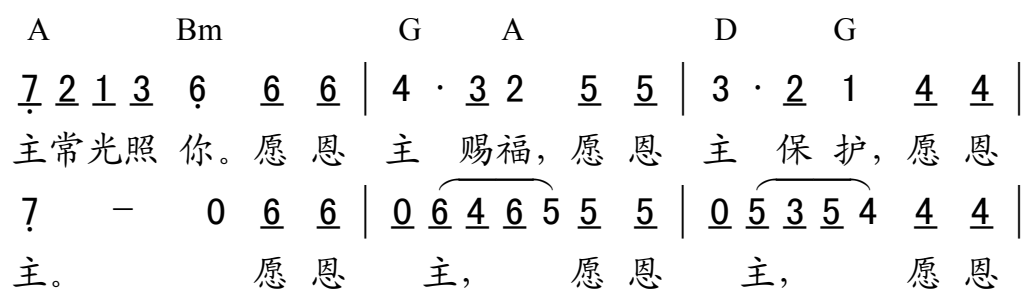 A Bm G A D G
7̣ 2 1 3 6̣ 6 6 | 4 · 3 2 5 5 | 3 · 2 1 4 4 |
主常光照 你。愿 恩 主 赐福，愿 恩 主 保 护，愿 恩
7̣ － 0 6 6 | 0 6 4 6 5 5 5 | 0 5 3 5 4 4 4 |
主。 愿 恩 主， 愿 恩 主， 愿 恩